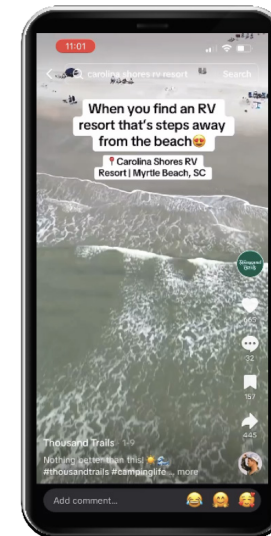 11:01
carolina shores rv resort Search
When you find an RV
resort that's steps away
from the beach😍
📍Carolina Shores RV
Resort | Myrtle Beach, SC
32
157
445
Thousand Trails · 1-9
Nothing better than this! ☀️🌊
#thousandtrails #campinglife... more
Add comment... 😂 🤗 🥰